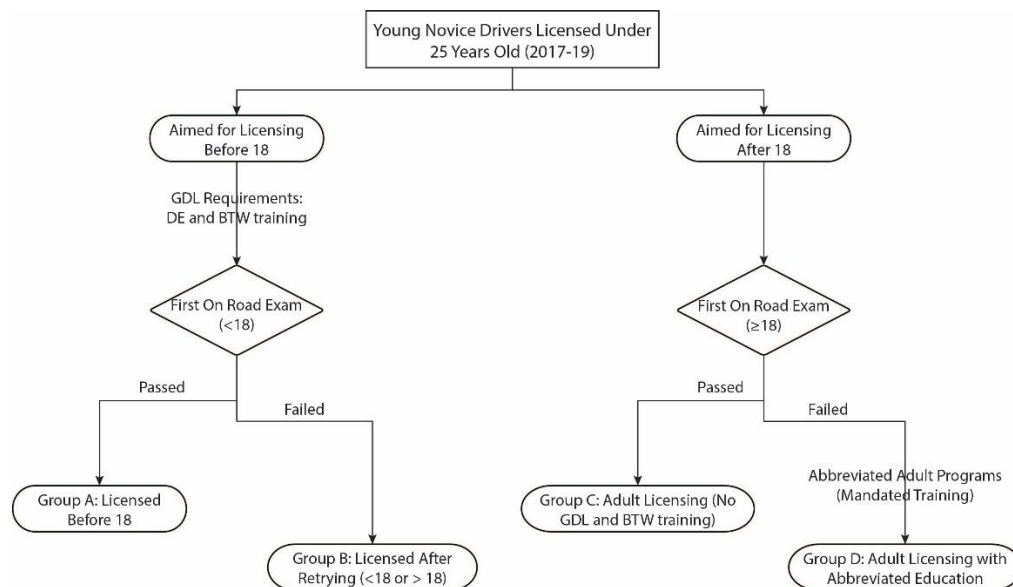 Young Novice Drivers Licensed Under
25 Years Old (2017-19)
Aimed for Licensing
Before 18
Aimed for Licensing
After 18
GDL Requirements:
DE and BTW training
First On Road Exam
(<18)
First On Road Exam
(≥18)
Passed
Failed
Passed
Failed
Group A: Licensed
Before 18
Group B: Licensed After
Retrying (<18 or > 18)
Group C: Adult Licensing (No
GDL and BTW training)
Abbreviated Adult Programs
(Mandated Training)
Group D: Adult Licensing with
Abbreviated Education